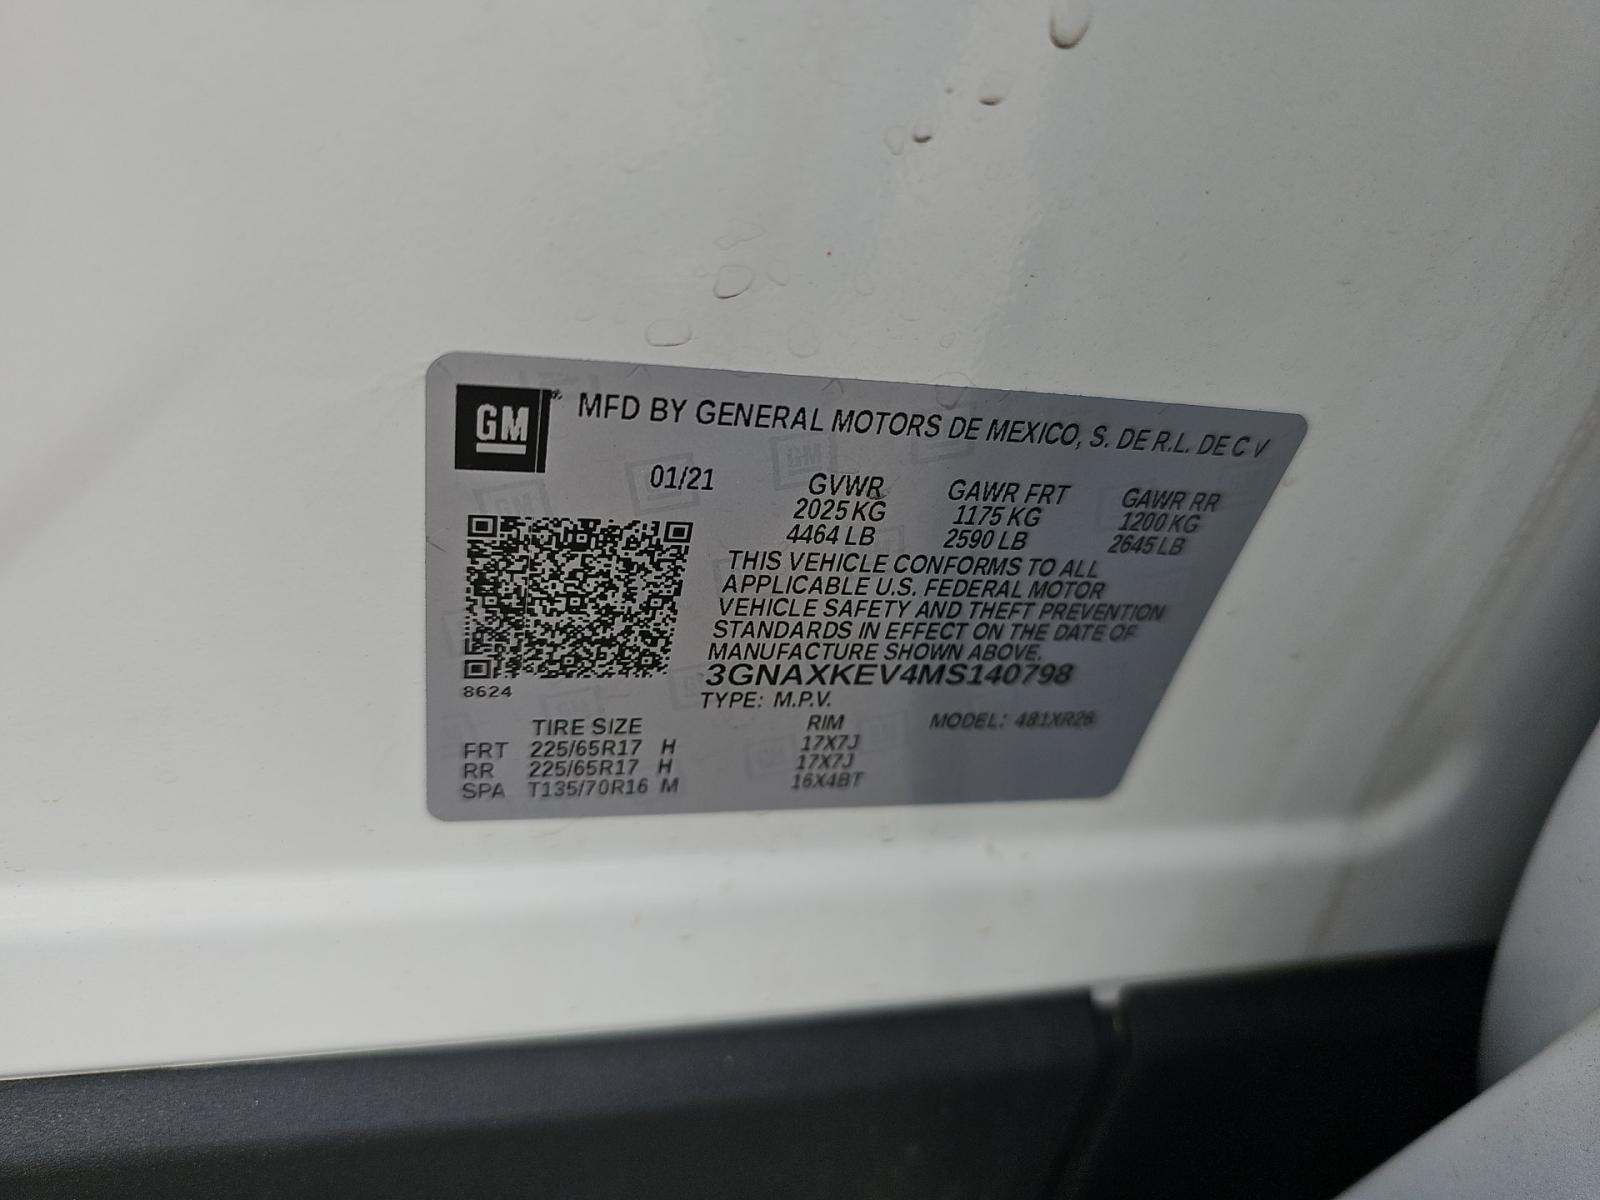 GM
MFD BY GENERAL MOTORS DE MEXICO, S. DE R.L. DE C V
01/21
GVWR GAWR FRT GAWR RR
2025 KG 1175 KG 1200 KG
4464 LB 2590 LB 2645 LB
THIS VEHICLE CONFORMS TO ALL
APPLICABLE U.S. FEDERAL MOTOR
VEHICLE SAFETY AND THEFT PREVENTION
STANDARDS IN EFFECT ON THE DATE OF
MANUFACTURE SHOWN ABOVE.
3GNAXKEV4MS140798
8624
TYPE: M.P.V.
TIRE SIZE RIM MODEL: 481XR26
FRT 225/65R17 H 17X7J
RR 225/65R17 H 17X7J
SPA T135/70R16 M 16X4BT